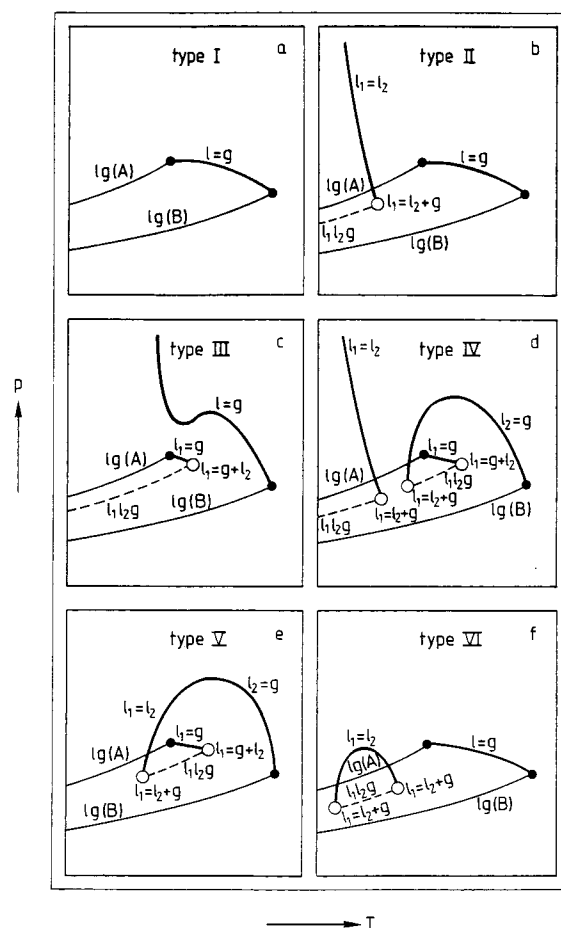 type I a
l=g
lg(A)
lg(B)
type II b
l₁=l₂
l=g
lg(A)
l₁=l₂+g
l₁l₂g
lg(B)
type III c
l=g
l₁=g
lg(A)
l₁=g+l₂
l₁l₂g
lg(B)
type IV d
l₁=l₂
l₂=g
l₁=g
lg(A)
l₁=g+l₂
l₁l₂g
l₁=l₂+g
l₁l₂g
l₁=l₂+g
lg(B)
type V e
l₂=g
l₁=l₂
l₁=g
lg(A)
l₁=g+l₂
l₁l₂g
l₁=l₂+g
lg(B)
type VI f
l₁=l₂
l=g
lg(A)
l₁l₂g
l₁=l₂+g
l₁=l₂+g
lg(B)
p
T